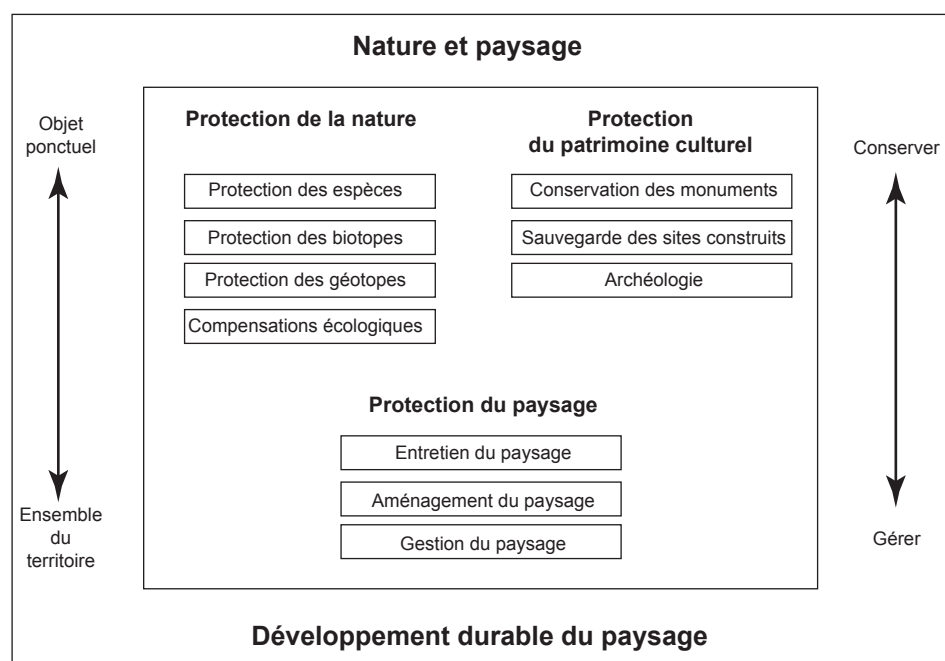 Nature et paysage
Objet
ponctuel
Ensemble
du
territoire
Protection de la nature
Protection des espèces
Protection des biotopes
Protection des géotopes
Compensations écologiques
Protection
du patrimoine culturel
Conservation des monuments
Sauvegarde des sites construits
Archéologie
Protection du paysage
Entretien du paysage
Aménagement du paysage
Gestion du paysage
Conserver
Gérer
Développement durable du paysage